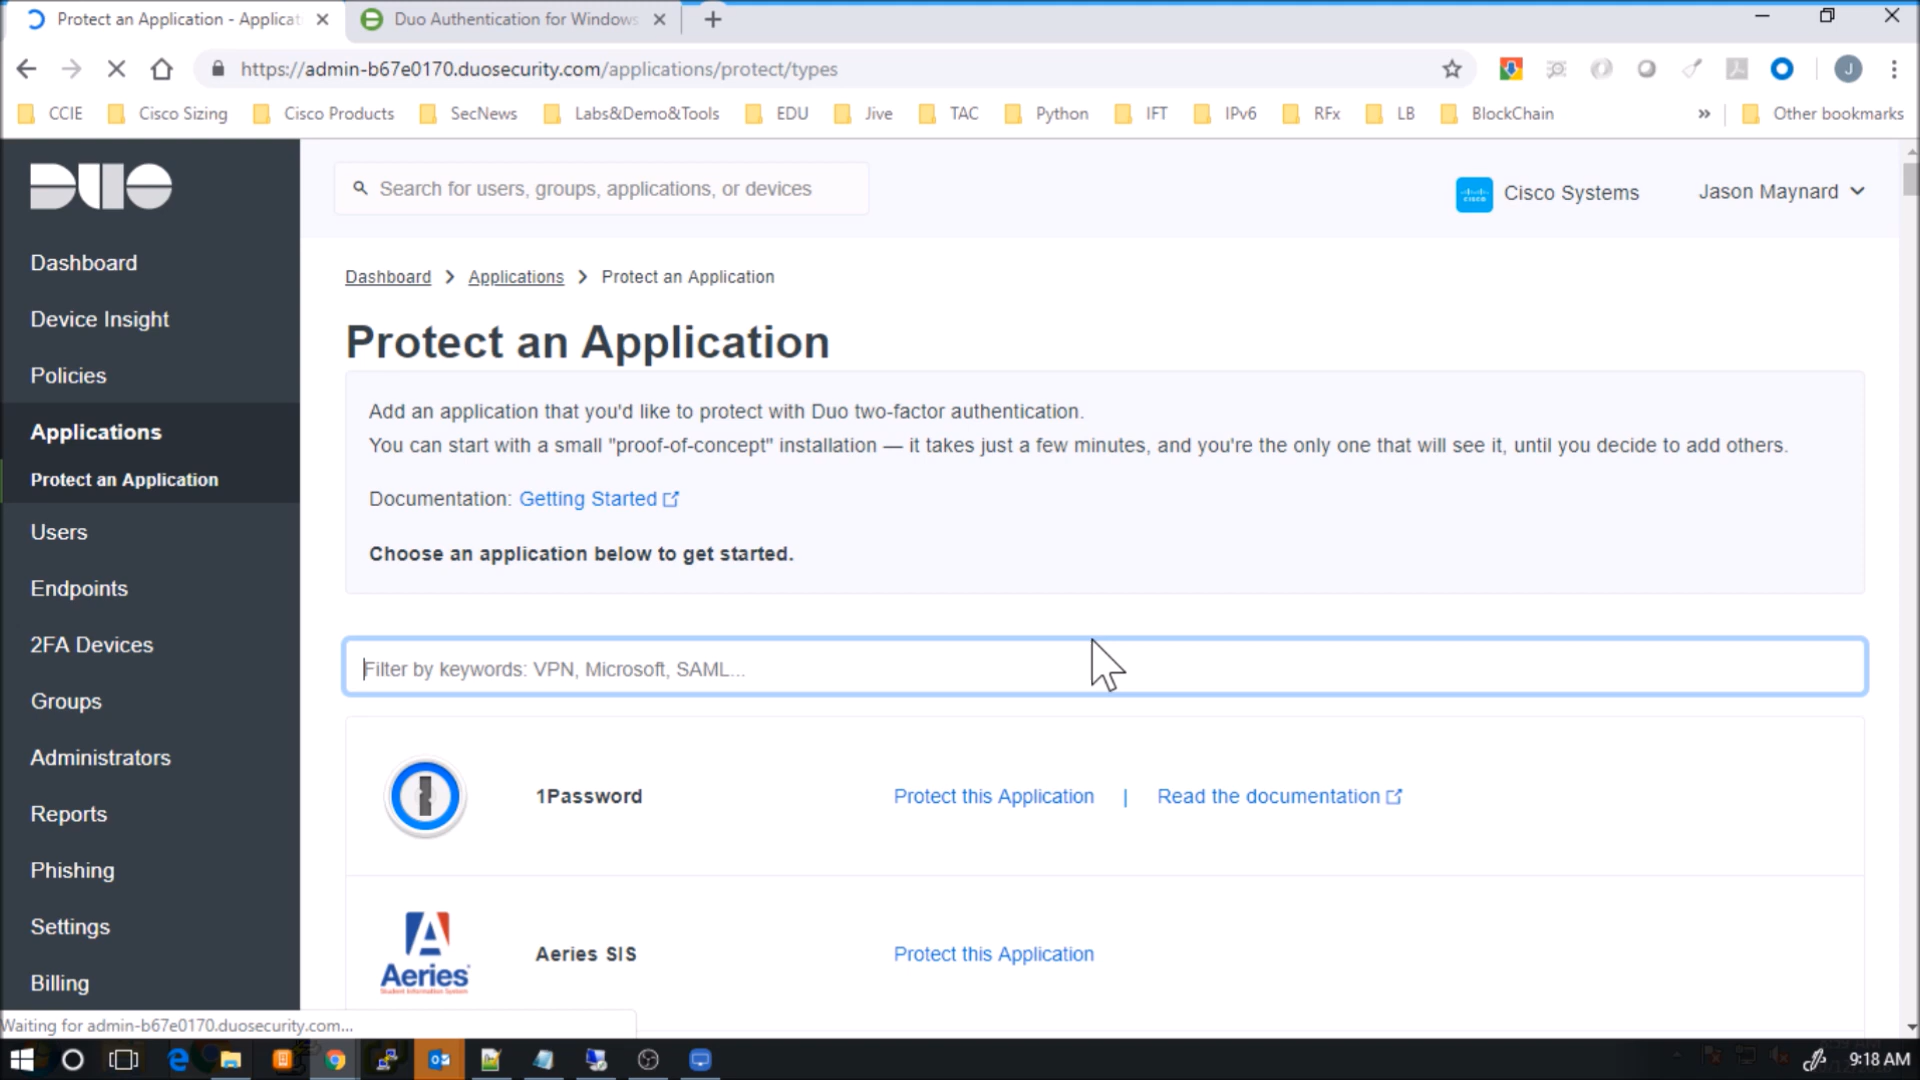 Protect an Application - Applicat
Duo Authentication for Windows
https://admin-b67e0170.duosecurity.com/applications/protect/types
J
CCIE
Cisco Sizing
Cisco Products
SecNews
Labs&Demo&Tools
EDU
Jive
TAC
Python
IFT
IPv6
RFx
LB
BlockChain
»
Other bookmarks
DUO
Search for users, groups, applications, or devices
CISCO
Cisco Systems
Jason Maynard
Dashboard
Device Insight
Policies
Applications
Protect an Application
Users
Endpoints
2FA Devices
Groups
Administrators
Reports
Phishing
Settings
Billing
Dashboard > Applications > Protect an Application
Protect an Application
Add an application that you'd like to protect with Duo two-factor authentication.
You can start with a small "proof-of-concept" installation — it takes just a few minutes, and you're the only one that will see it, until you decide to add others.
Documentation: Getting Started
Choose an application below to get started.
Filter by keywords: VPN, Microsoft, SAML...
1Password
Protect this Application | Read the documentation
Aeries
Student Information System
Aeries SIS
Protect this Application
Waiting for admin-b67e0170.duosecurity.com...
9:18 AM